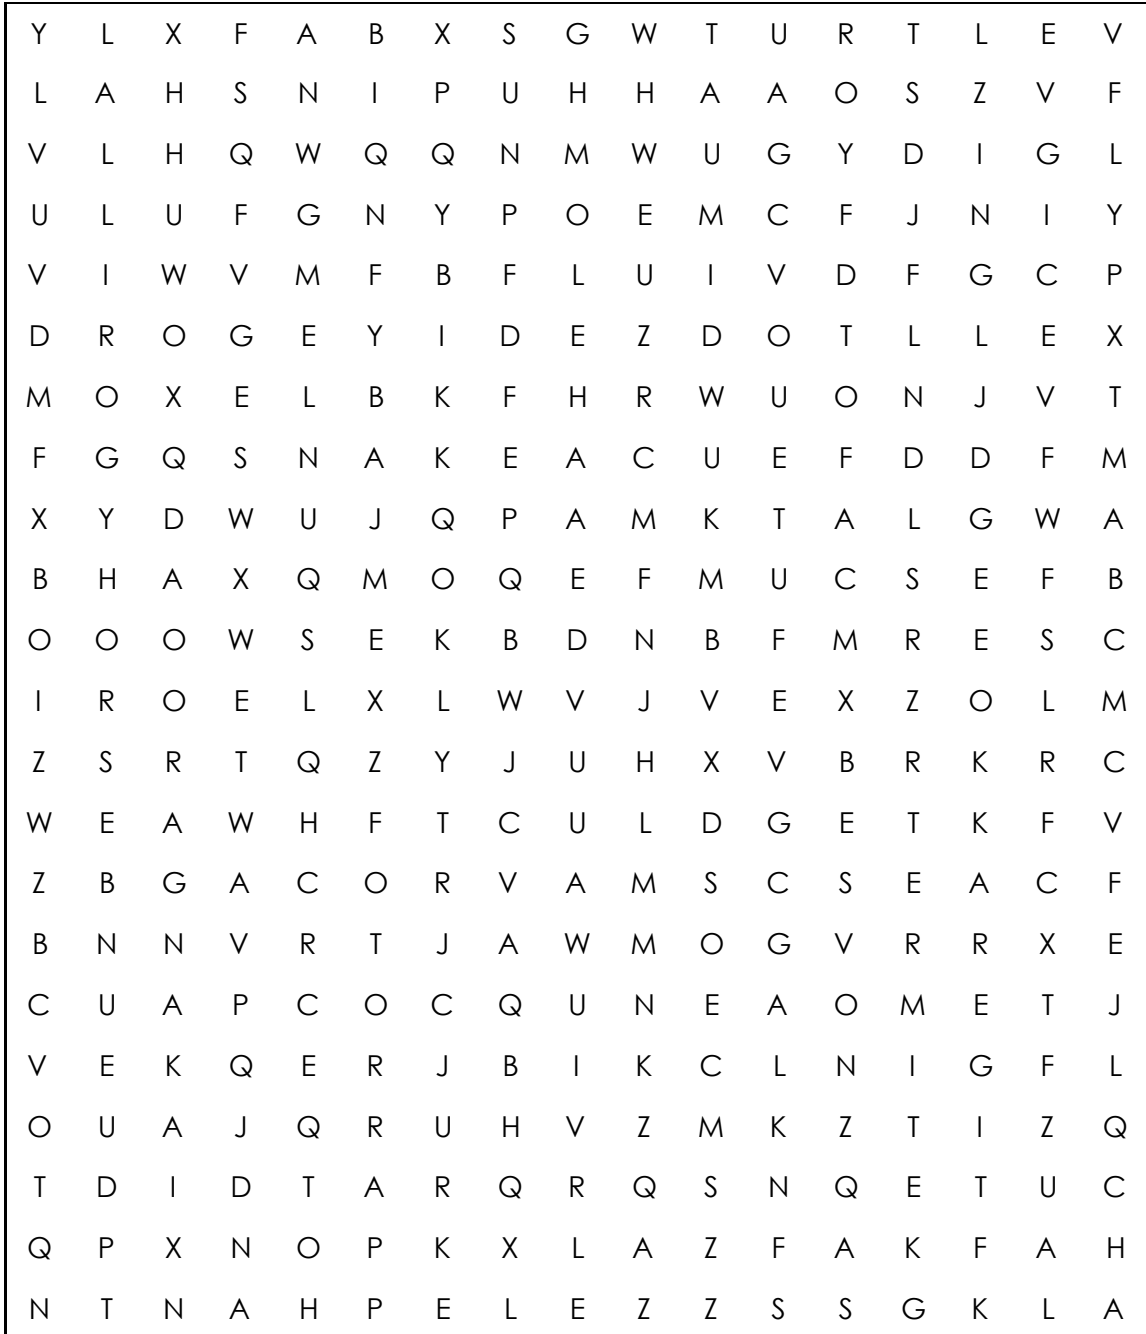 Y L X F A B X S G W T U R T L E V
L A H S N I P U H H A A O S Z V F
V L H Q W Q Q N M W U G Y D I G L
U L U F G N Y P O E M C F J N I Y
V I W V M F B F L U I V D F G C P
D R O G E Y I D E Z D O T L L E X
M O X E L B K F H R W U O N J V T
F G Q S N A K E A C U E F D D F M
X Y D W U J Q P A M K T A L G W A
B H A X Q M O Q E F M U C S E F B
O O O W S E K B D N B F M R E S C
I R O E L X L W V J V E X Z O L M
Z S R T Q Z Y J U H X V B R K R C
W E A W H F T C U L D G E T K F V
Z B G A C O R V A M S C S E A C F
B N N V R T J A W M O G V R R X E
C U A P C O C Q U N E A O M E T J
V E K Q E R J B I K C L N I G F L
O U A J Q R U H V Z M K Z T I Z Q
T D I D T A R Q R Q S N Q E T U C
Q P X N O P K X L A Z F A K F A H
N T N A H P E L E Z Z S S G K L A